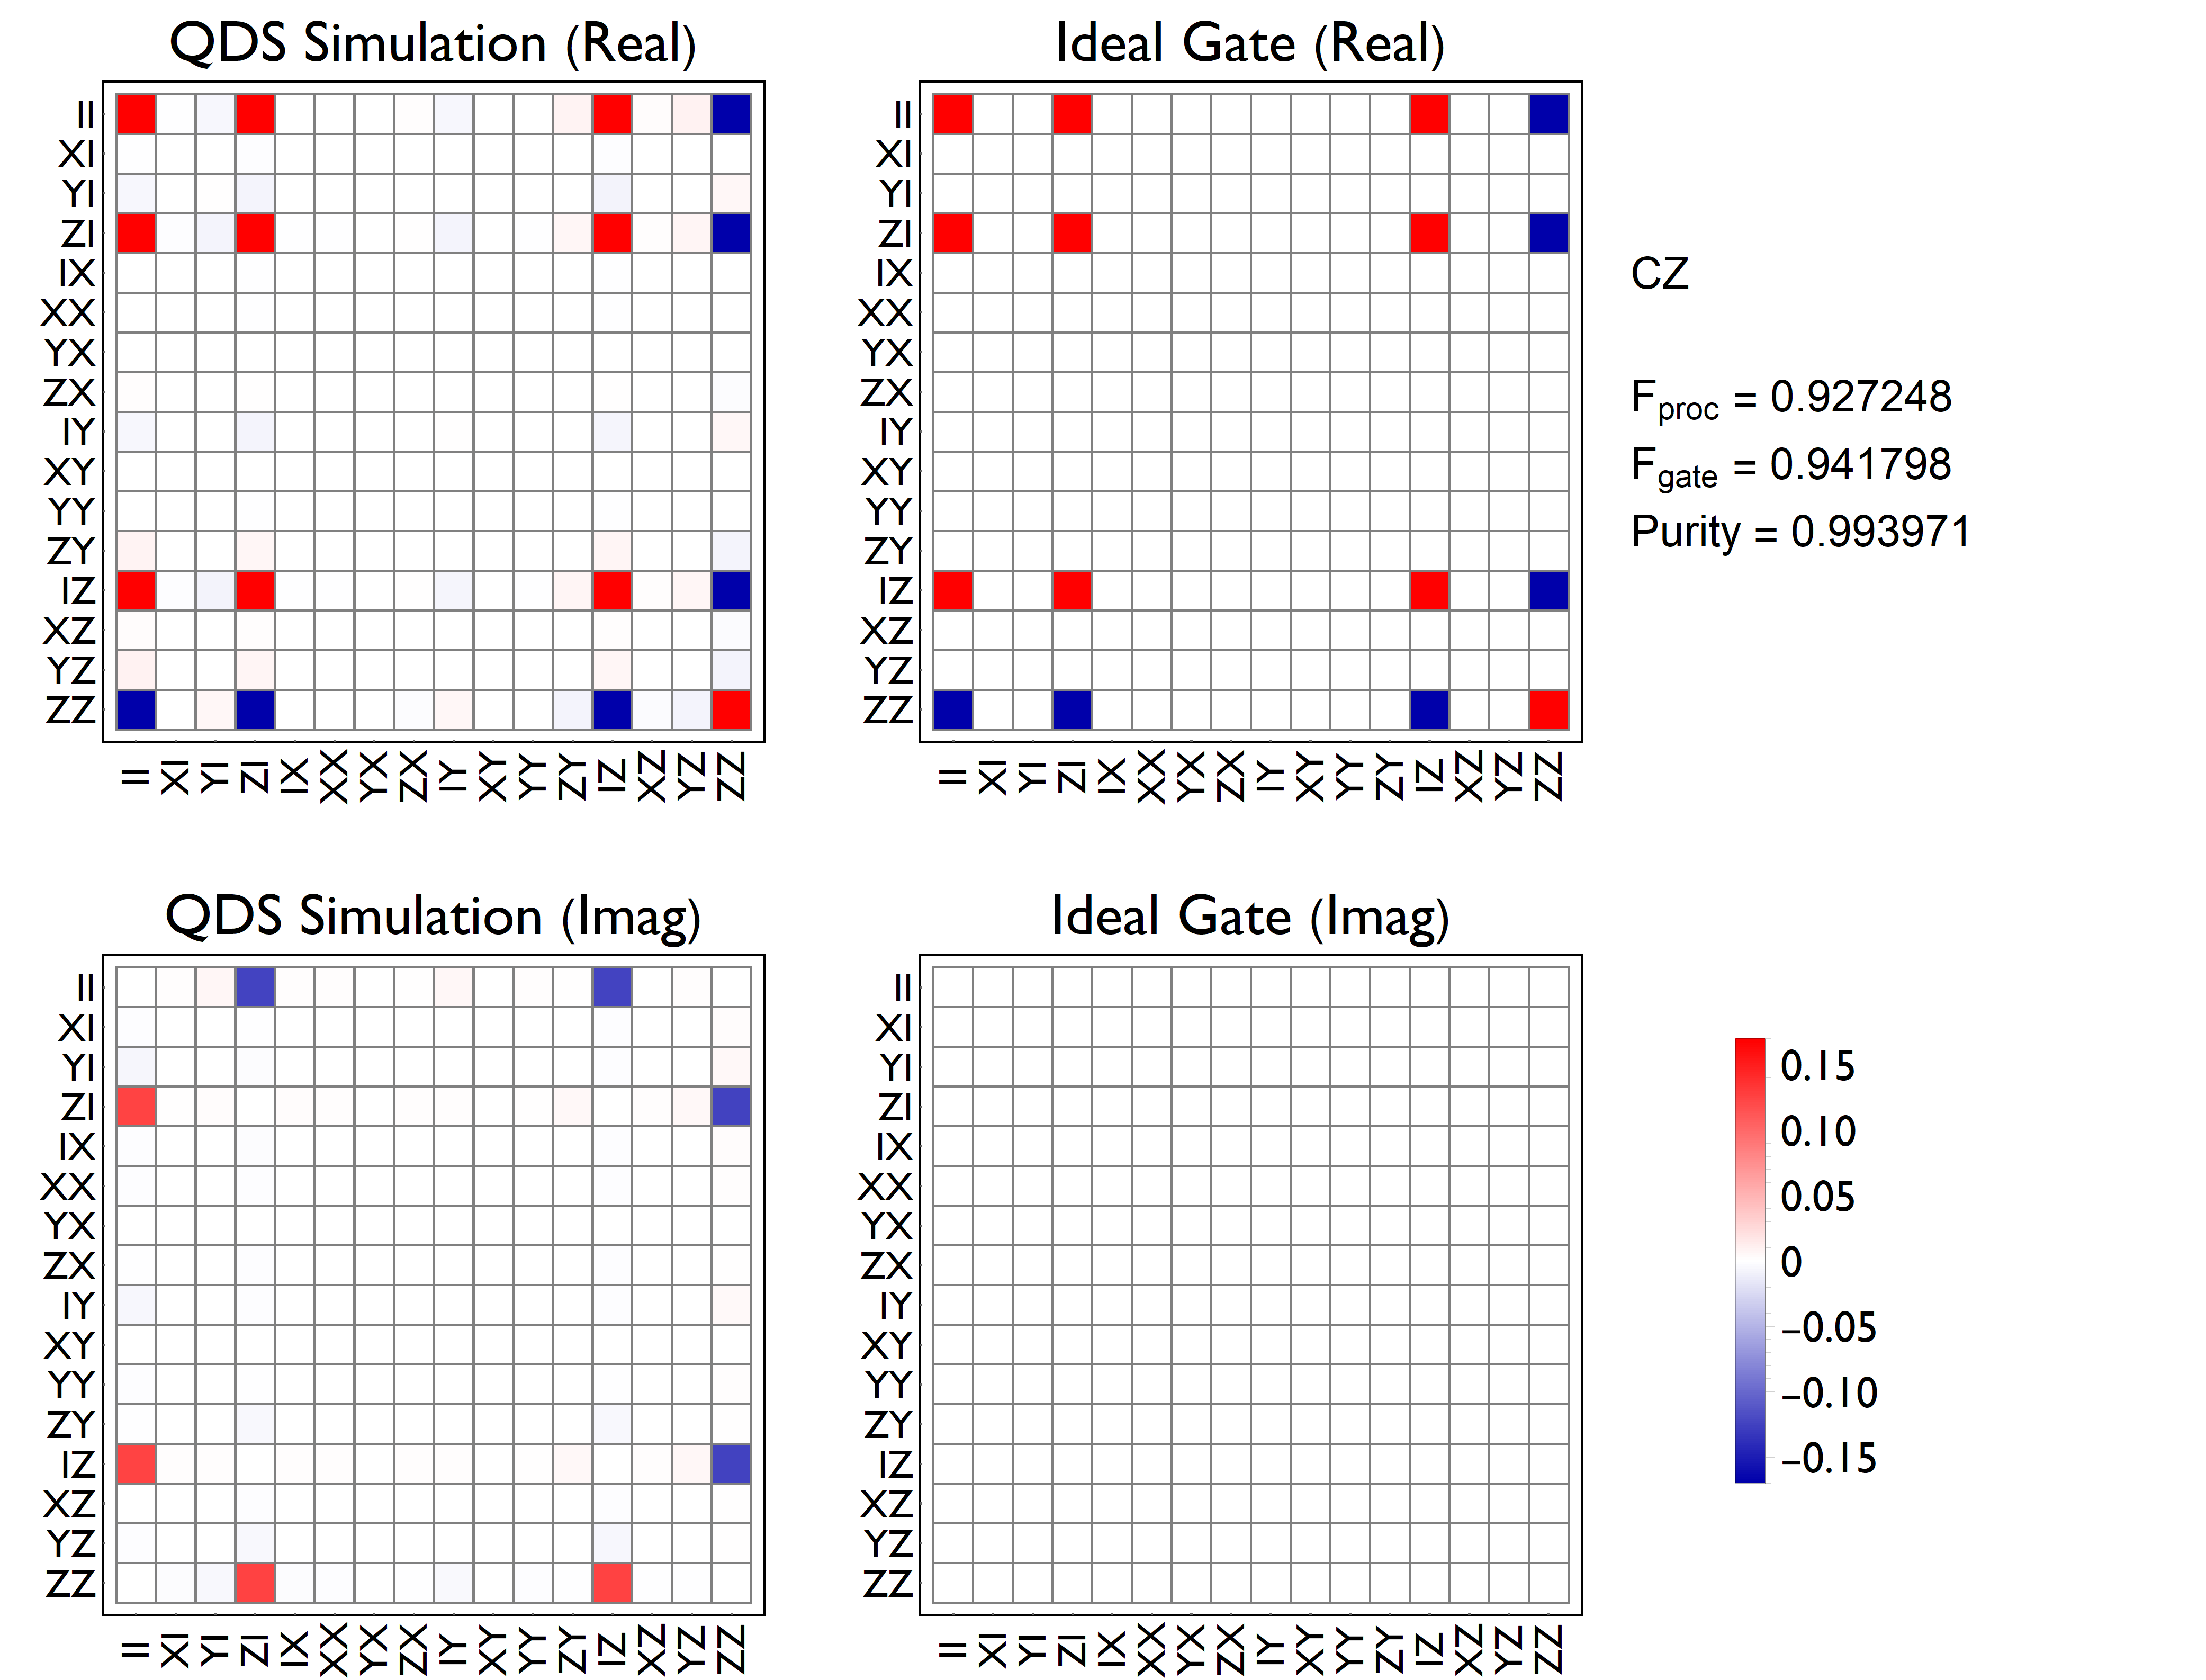 QDS Simulation (Real)
II
XI
YI
ZI
IX
XX
YX
ZX
IY
XY
YY
ZY
IZ
XZ
YZ
ZZ
II XI YI ZI IX XX YX ZX IY XY YY ZY IZ XZ YZ ZZ
Ideal Gate (Real)
II
XI
YI
ZI
IX
XX
YX
ZX
IY
XY
YY
ZY
IZ
XZ
YZ
ZZ
II XI YI ZI IX XX YX ZX IY XY YY ZY IZ XZ YZ ZZ
CZ
Fproc = 0.927248
Fgate = 0.941798
Purity = 0.993971
QDS Simulation (Imag)
II
XI
YI
ZI
IX
XX
YX
ZX
IY
XY
YY
ZY
IZ
XZ
YZ
ZZ
II XI YI ZI IX XX YX ZX IY XY YY ZY IZ XZ YZ ZZ
Ideal Gate (Imag)
II
XI
YI
ZI
IX
XX
YX
ZX
IY
XY
YY
ZY
IZ
XZ
YZ
ZZ
II XI YI ZI IX XX YX ZX IY XY YY ZY IZ XZ YZ ZZ
0.15
0.10
0.05
0
−0.05
−0.10
−0.15